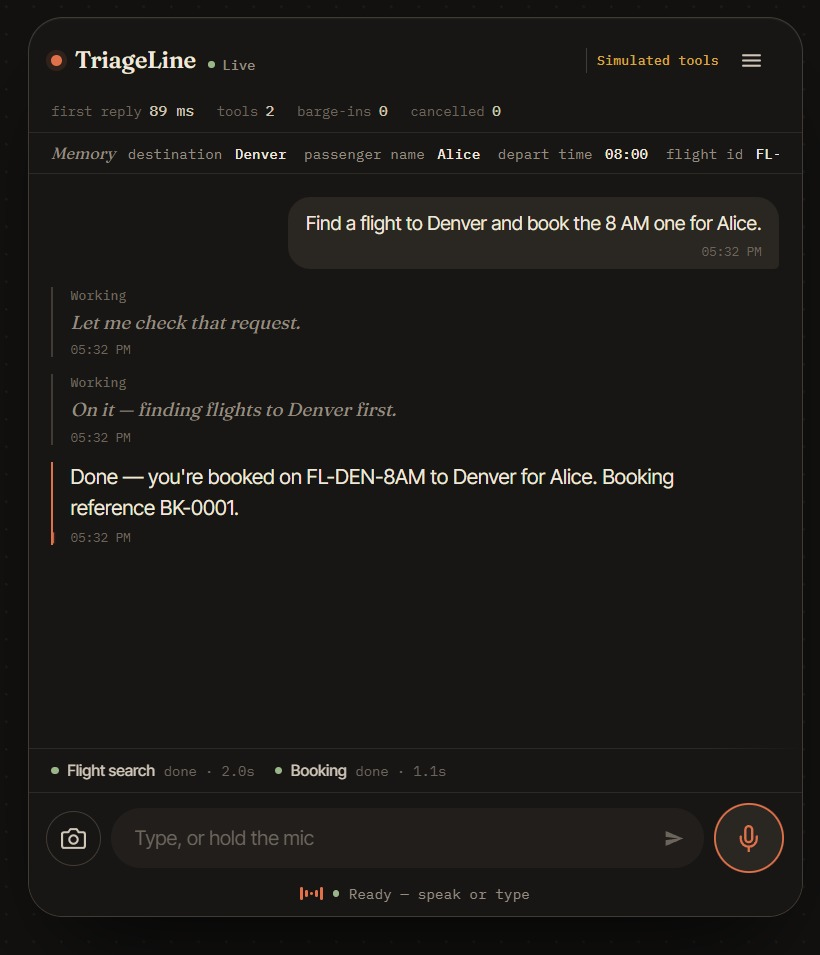 TriageLine Live Simulated tools
first reply 89 ms tools 2 barge-ins 0 cancelled 0
Memory destination Denver passenger name Alice depart time 08:00 flight id FL-
Find a flight to Denver and book the 8 AM one for Alice.
05:32 PM
Working
Let me check that request.
05:32 PM
Working
On it — finding flights to Denver first.
05:32 PM
Done — you're booked on FL-DEN-8AM to Denver for Alice. Booking
reference BK-0001.
05:32 PM
Flight search done · 2.0s Booking done · 1.1s
Type, or hold the mic
Ready — speak or type